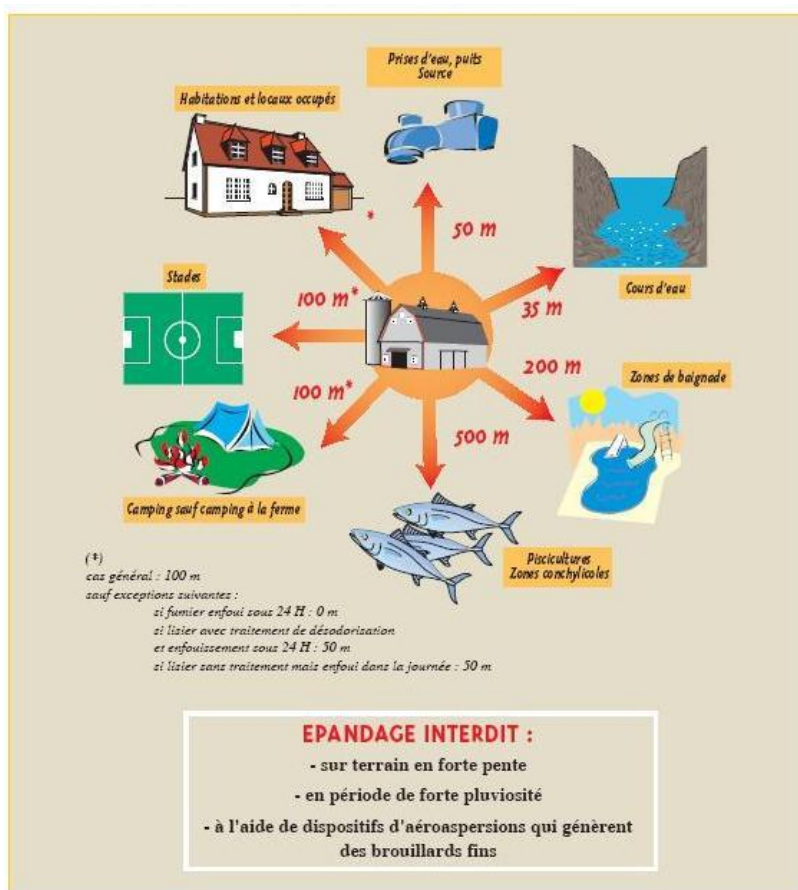 Prises d'eau, puits
Source
Habitations et locaux occupés
*
50 m
Stades
100 m*
35 m
Cours d'eau
200 m
Zones de baignade
100 m*
500 m
Camping sauf camping à la ferme
Piscicultures
Zones conchylicoles
(*)
cas général : 100 m
sauf exceptions suivantes :
si fumier enfoui sous 24 H : 0 m
si lisier avec traitement de désodorisation
et enfouissement sous 24 H : 50 m
si lisier sans traitement mais enfoui dans la journée : 50 m
EPANDAGE INTERDIT :
- sur terrain en forte pente
- en période de forte pluviosité
- à l'aide de dispositifs d'aéroaspersions qui génèrent
des brouillards fins